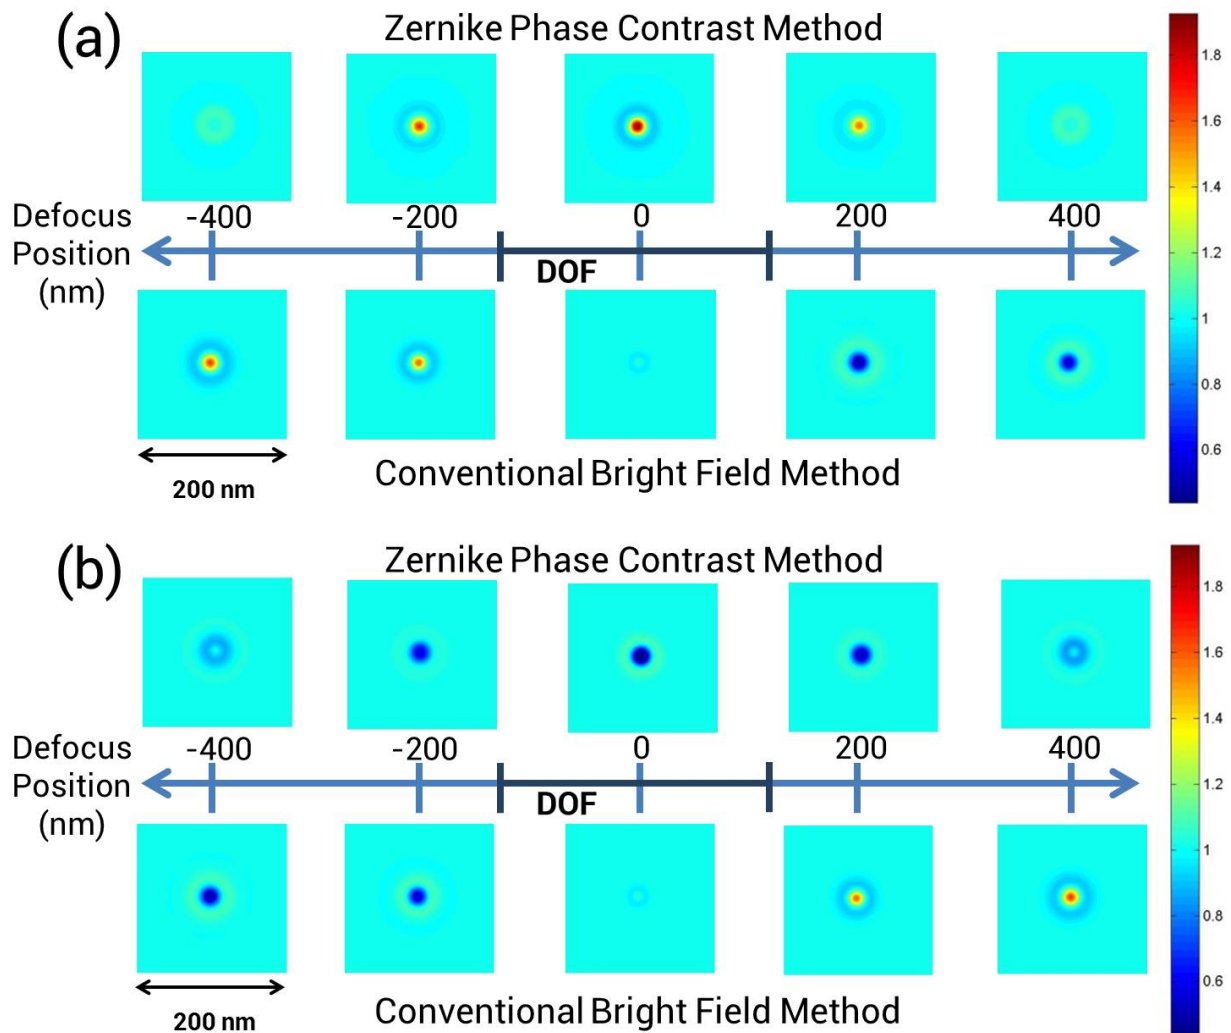 (a)
Zernike Phase Contrast Method
Defocus
Position
(nm)
-400
-200
0
200
400
DOF
200 nm
Conventional Bright Field Method
1.8
1.6
1.4
1.2
1
0.8
0.6
(b)
Zernike Phase Contrast Method
Defocus
Position
(nm)
-400
-200
0
200
400
DOF
200 nm
Conventional Bright Field Method
1.8
1.6
1.4
1.2
1
0.8
0.6